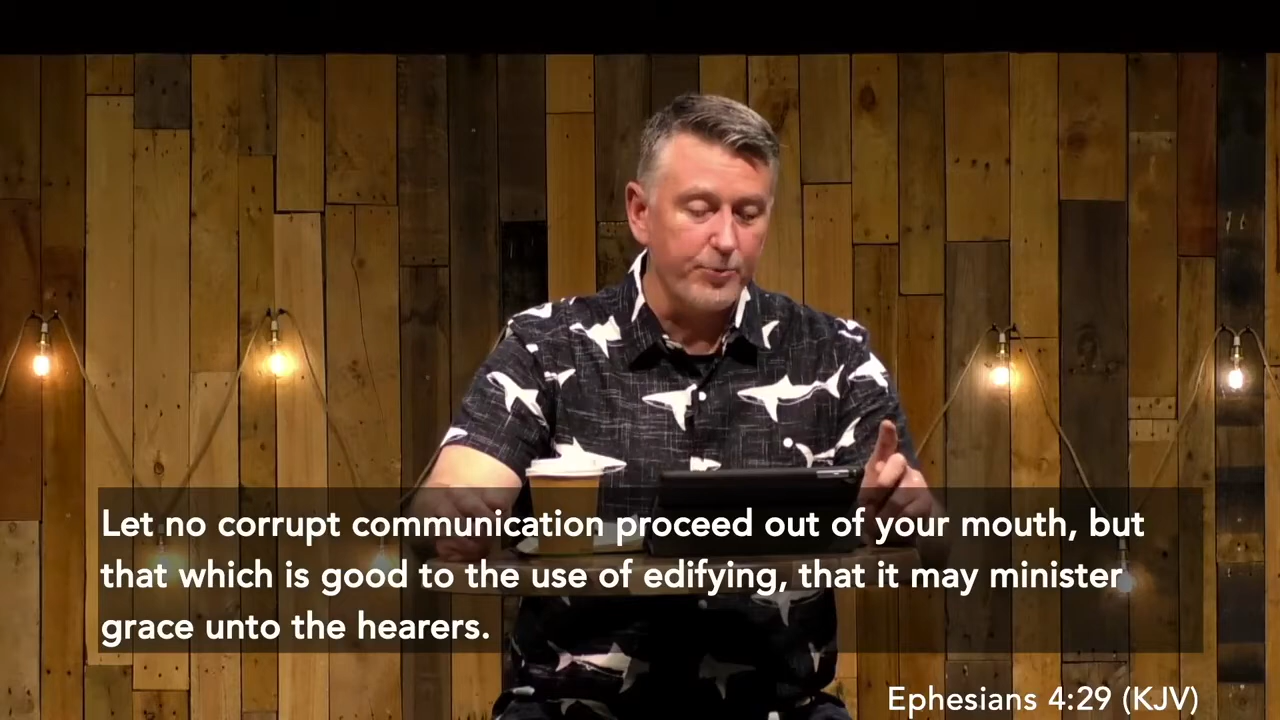 Let no corrupt communication proceed out of your mouth, but
that which is good to the use of edifying, that it may minister
grace unto the hearers.
Ephesians 4:29 (KJV)